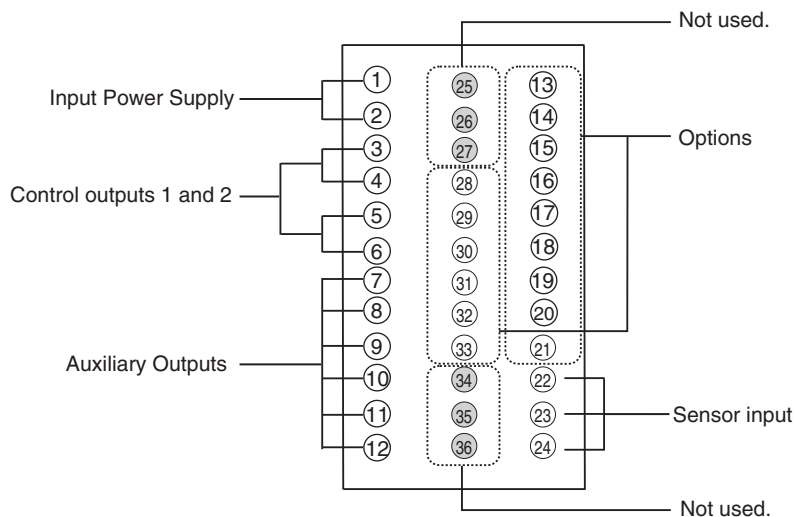 Not used.
1 25 13
Input Power Supply
2 26 14
3 27 15
Options
4 28 16
Control outputs 1 and 2
5 29 17
6 30 18
7 31 19
8 32 20
9 33 21
Auxiliary Outputs
10 34 22
11 35 23
Sensor input
12 36 24
Not used.